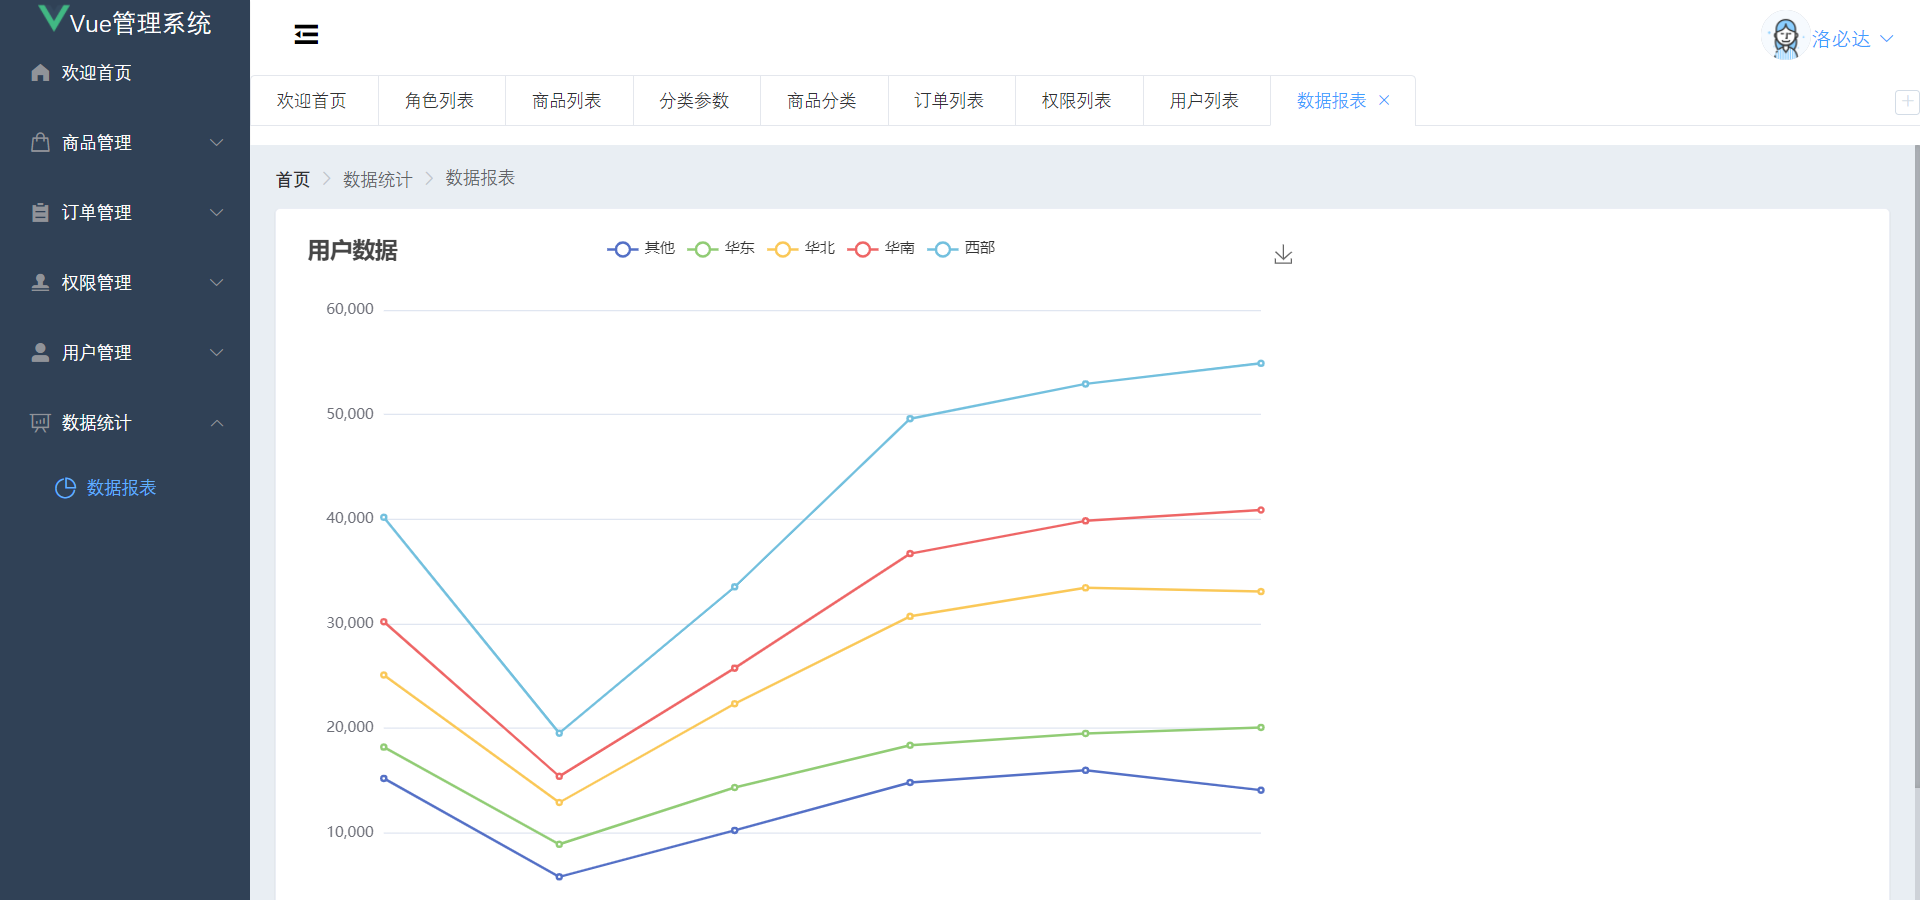 Vue管理系统
欢迎首页
商品管理
订单管理
权限管理
用户管理
数据统计
数据报表
洛必达
欢迎首页 角色列表 商品列表 分类参数 商品分类 订单列表 权限列表 用户列表 数据报表
首页 数据统计 数据报表
用户数据
其他 华东 华北 华南 西部
60,000
50,000
40,000
30,000
20,000
10,000